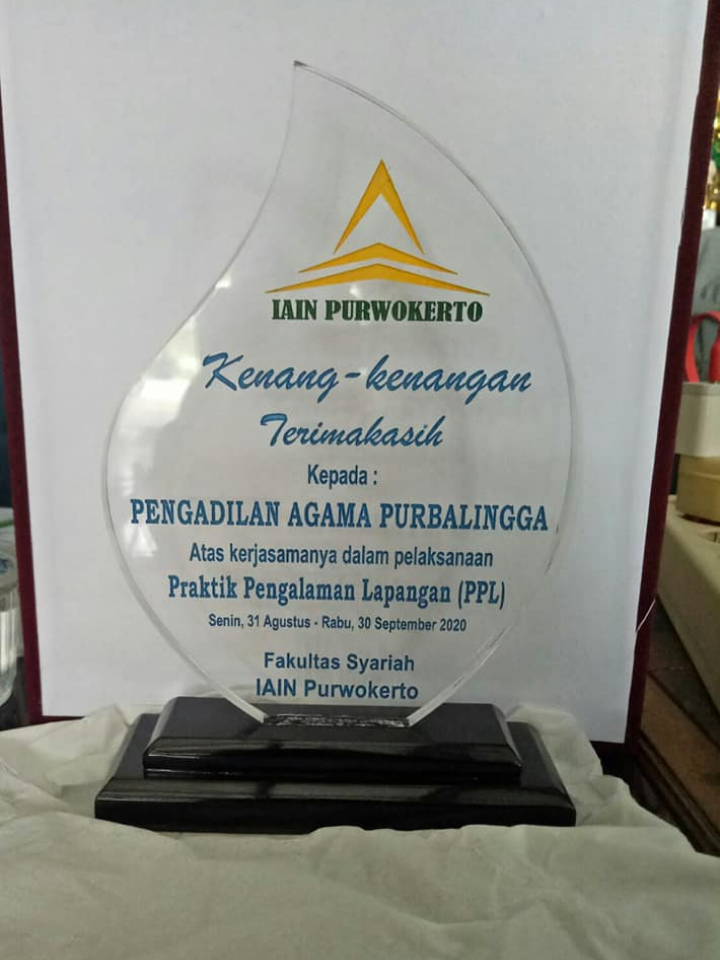 IAIN PURWOKERTO
Kenang-kenangan
Terimakasih
Kepada :
PENGADILAN AGAMA PURBALINGGA
Atas kerjasamanya dalam pelaksanaan
Praktik Pengalaman Lapangan (PPL)
Senin, 31 Agustus - Rabu, 30 September 2020
Fakultas Syariah
IAIN Purwokerto